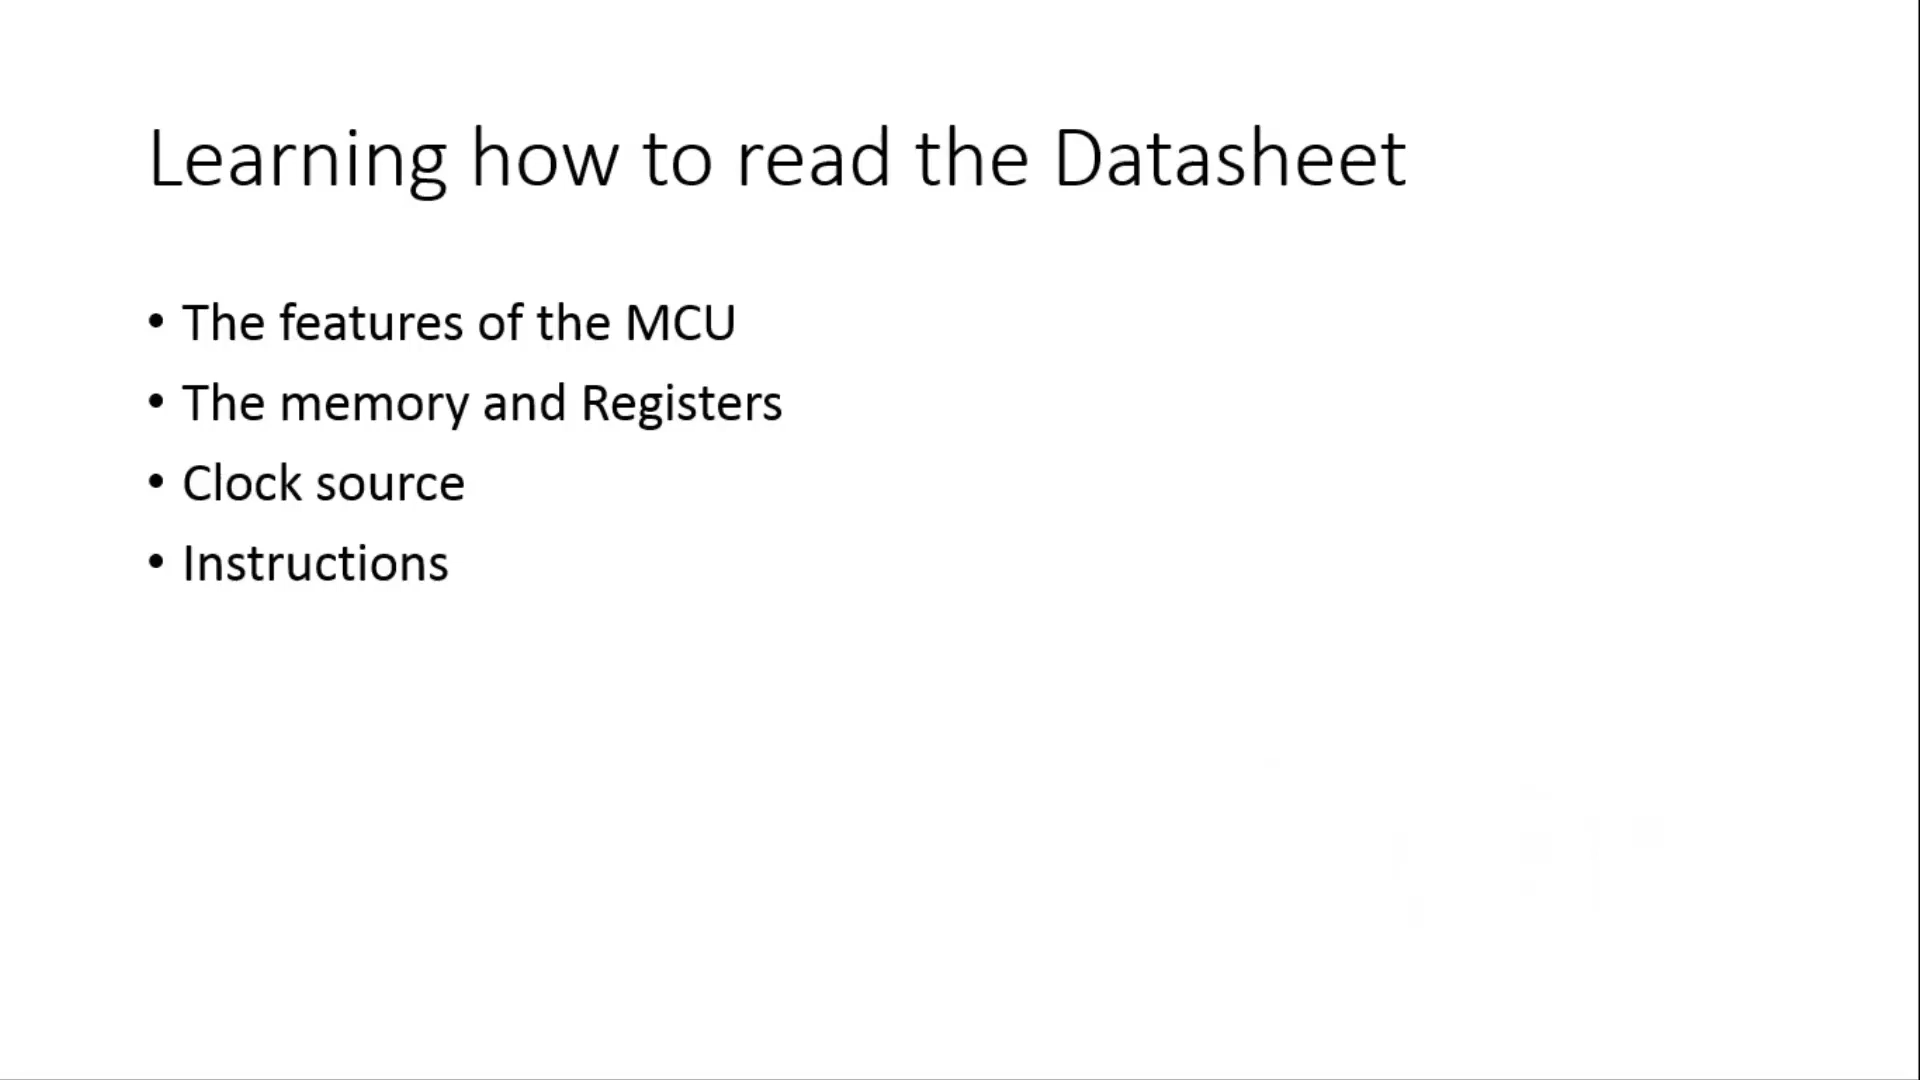 Learning how to read the Datasheet
• The features of the MCU
• The memory and Registers
• Clock source
• Instructions